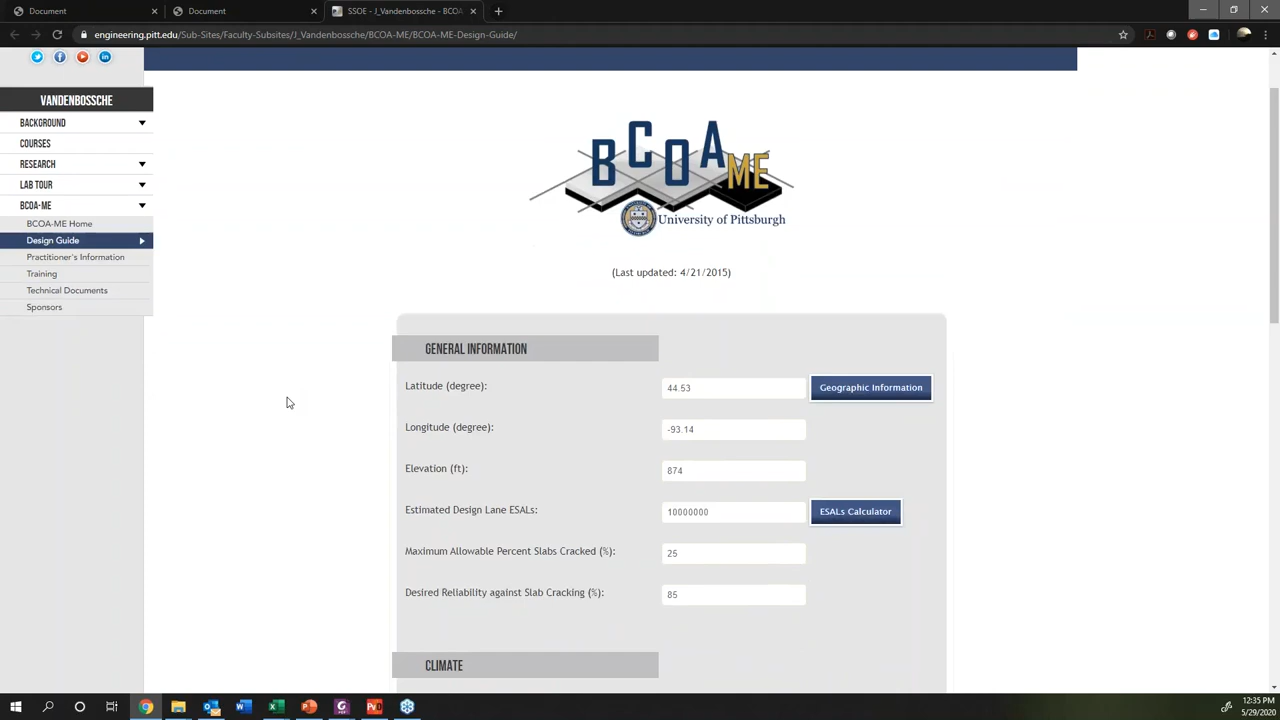 Document
Document
SSOE - J_Vandenbossche - BCOA
engineering.pitt.edu/Sub-Sites/Faculty-Subsites/J_Vandenbossche/BCOA-ME/BCOA-ME-Design-Guide/
VANDENBOSSCHE
BACKGROUND
COURSES
RESEARCH
LAB TOUR
BCOA-ME
BCOA-ME Home
Design Guide
Practitioner's Information
Training
Technical Documents
Sponsors
BCOA ME
University of Pittsburgh
(Last updated: 4/21/2015)
GENERAL INFORMATION
Latitude (degree): 44.53 Geographic Information
Longitude (degree): -93.14
Elevation (ft): 874
Estimated Design Lane ESALs: 10000000 ESALs Calculator
Maximum Allowable Percent Slabs Cracked (%): 25
Desired Reliability against Slab Cracking (%): 85
CLIMATE
12:35 PM
5/29/2020